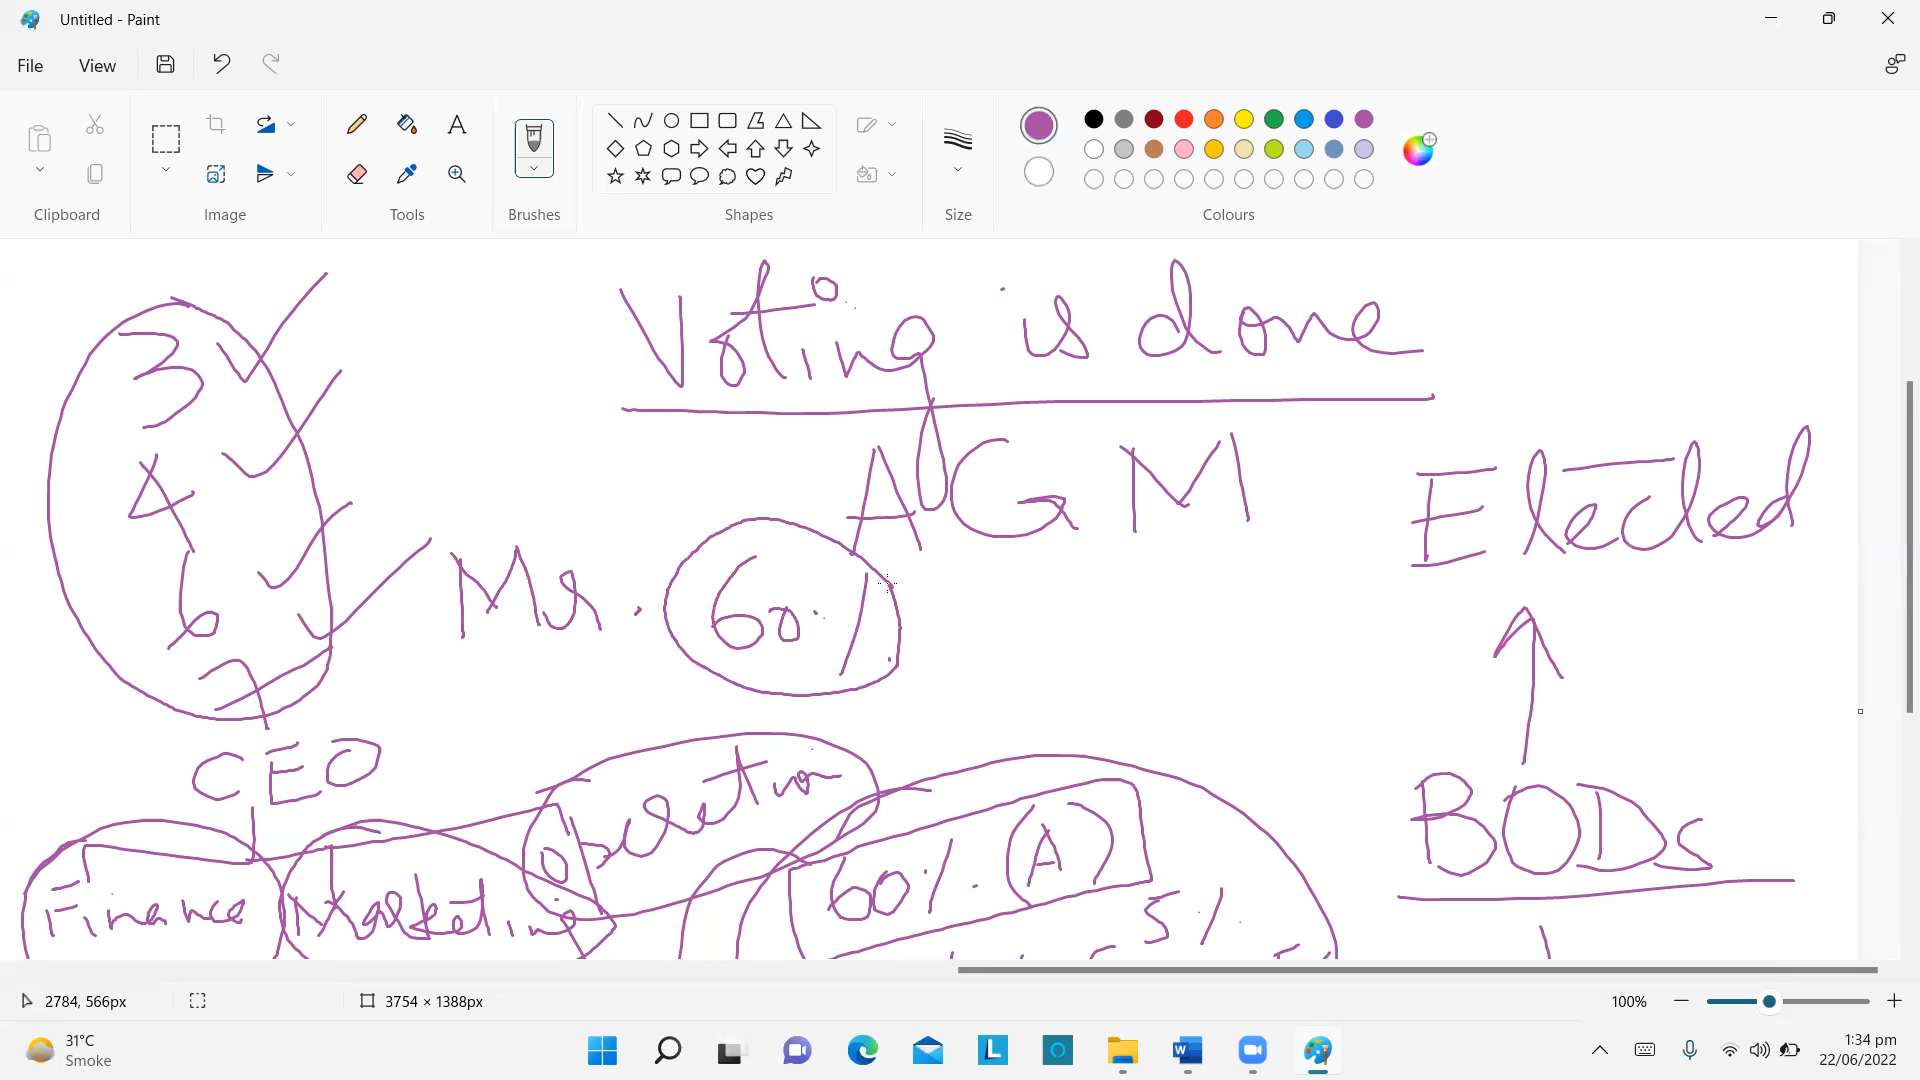 Untitled - Paint
File View
Clipboard Image Tools Brushes Shapes Size Colours
Voting is done
3
4
6
7
AGM
Elected
Mr. 60%
CEO
BODs
60% A
5%
Finance Marketing
2784, 566px 3754 × 1388px 100%
31°C
Smoke
1:34 pm
22/06/2022